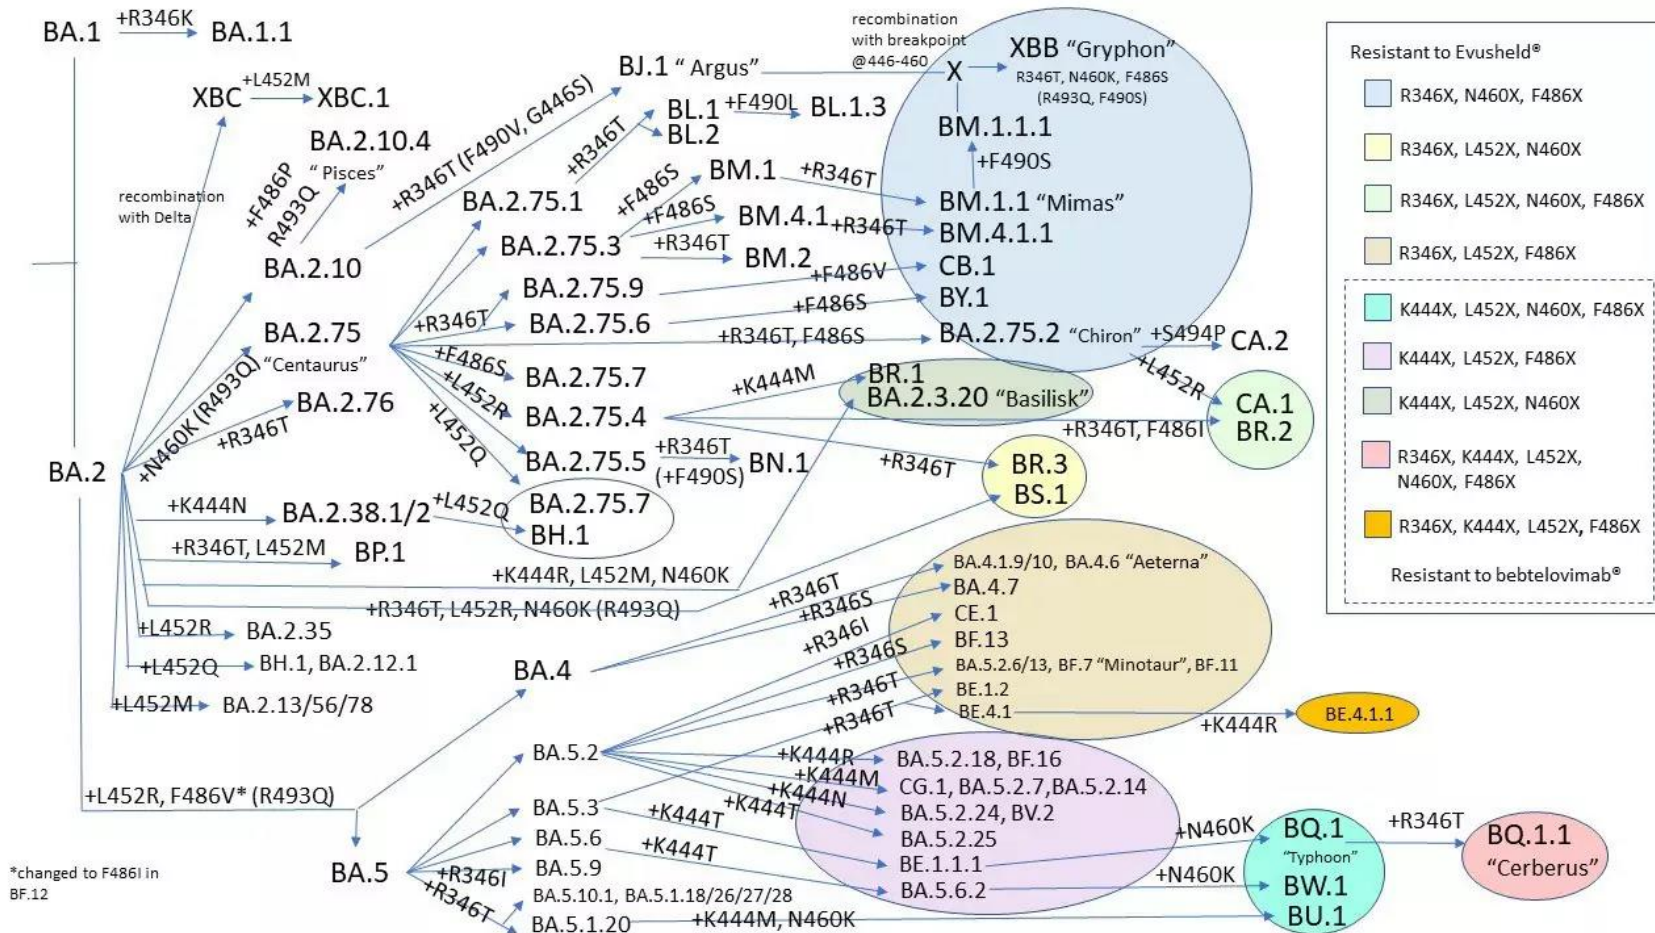 BA.1
+R346K
BA.1.1
XBC
+L452M
XBC.1
BA.2.10.4
“ Pisces”
recombination
with Delta
+F486P
R493Q
+R346T (F490V, G446S)
BJ.1 “ Argus”
recombination
with breakpoint
@446-460
X
XBB “Gryphon”
R346T, N460K, F486S
(R493Q, F490S)
BL.1
+F490L
BL.1.3
BL.2
+R346T
BM.1.1.1
+F490S
BM.1
+R346T
BM.1.1 “Mimas”
BA.2.75.1
+F486S
+F486S
BM.4.1
+R346T
BM.4.1.1
BA.2.75.3
+R346T
BM.2
BA.2.10
+F486V
CB.1
BA.2.75.9
+F486S
BY.1
+R346T
BA.2.75.6
+R346T, F486S
BA.2.75.2 “Chiron”
+S494P
CA.2
BA.2.75
“Centaurus”
+F486S
BA.2.75.7
+L452R
BA.2.75.4
+L452Q
+K444M
BR.1
BA.2.3.20 “Basilisk”
+L452R
CA.1
BR.2
+R346T, F486I
+N460K (R493Q)
BA.2.76
+R346T
BA.2
BA.2.75.5
+R346T
(+F490S)
BN.1
+R346T
BR.3
BS.1
BA.2.75.7
BH.1
+K444N
BA.2.38.1/2
+L452Q
+R346T, L452M
BP.1
+K444R, L452M, N460K
+R346T, L452R, N460K (R493Q)
+L452R
BA.2.35
+L452Q
BH.1, BA.2.12.1
+L452M
BA.2.13/56/78
BA.4
+R346T
+R346S
+R346I
+R346S
+R346T
+R346T
BA.4.1.9/10, BA.4.6 “Aeterna”
BA.4.7
CE.1
BF.13
BA.5.2.6/13, BF.7 “Minotaur”, BF.11
BE.1.2
BE.4.1
+K444R
BE.4.1.1
+L452R, F486V* (R493Q)
BA.5
BA.5.2
BA.5.3
BA.5.6
BA.5.9
+R346I
+R346T
BA.5.10.1, BA.5.1.18/26/27/28
BA.5.1.20
+K444R
+K444M
+K444N
+K444T
+K444T
+K444T
BA.5.2.18, BF.16
CG.1, BA.5.2.7,BA.5.2.14
BA.5.2.24, BV.2
BA.5.2.25
BE.1.1.1
BA.5.6.2
+K444M, N460K
+N460K
+N460K
BQ.1
“Typhoon”
BW.1
BU.1
+R346T
BQ.1.1
“Cerberus”
*changed to F486I in
BF.12
Resistant to Evusheld®
R346X, N460X, F486X
R346X, L452X, N460X
R346X, L452X, N460X, F486X
R346X, L452X, F486X
K444X, L452X, N460X, F486X
K444X, L452X, F486X
K444X, L452X, N460X
R346X, K444X, L452X,
N460X, F486X
R346X, K444X, L452X, F486X
Resistant to bebtelovimab®